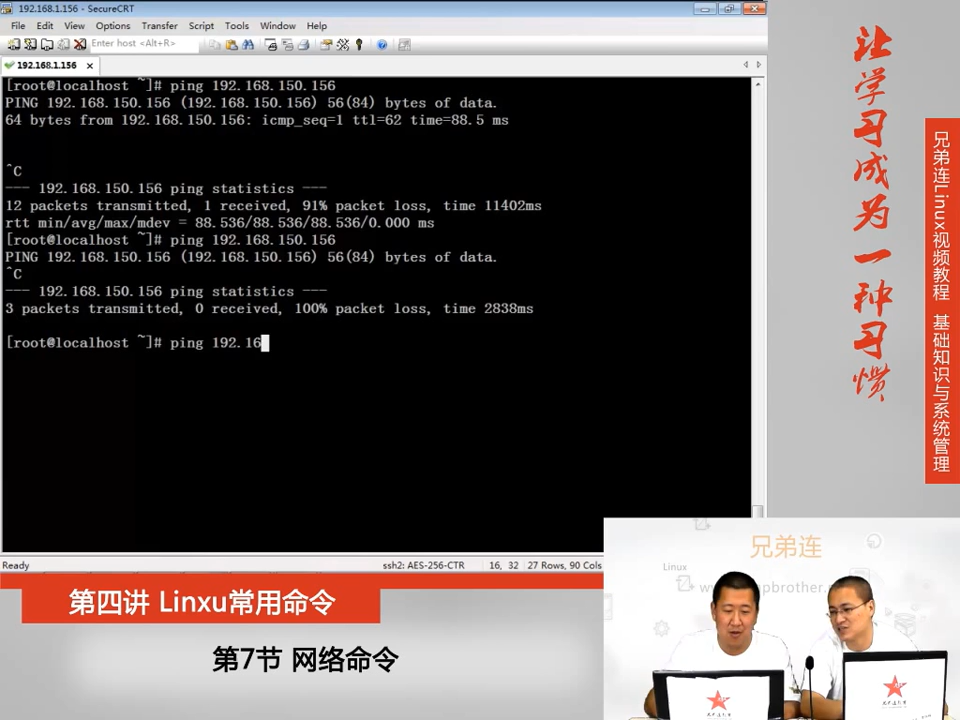 192.168.1.156 - SecureCRT
File Edit View Options Transfer Script Tools Window Help
Enter host <Alt+R>
192.168.1.156
[root@localhost ~]# ping 192.168.150.156
PING 192.168.150.156 (192.168.150.156) 56(84) bytes of data.
64 bytes from 192.168.150.156: icmp_seq=1 ttl=62 time=88.5 ms
^C
--- 192.168.150.156 ping statistics ---
12 packets transmitted, 1 received, 91% packet loss, time 11402ms
rtt min/avg/max/mdev = 88.536/88.536/88.536/0.000 ms
[root@localhost ~]# ping 192.168.150.156
PING 192.168.150.156 (192.168.150.156) 56(84) bytes of data.
^C
--- 192.168.150.156 ping statistics ---
3 packets transmitted, 0 received, 100% packet loss, time 2838ms
[root@localhost ~]# ping 192.16
Ready ssh2: AES-256-CTR 16, 32 27 Rows, 90 Cols
让学习成为一种习惯
兄弟连Linux视频教程 基础知识与系统管理
兄弟连
Linux
第四讲 Linxu常用命令
第7节 网络命令